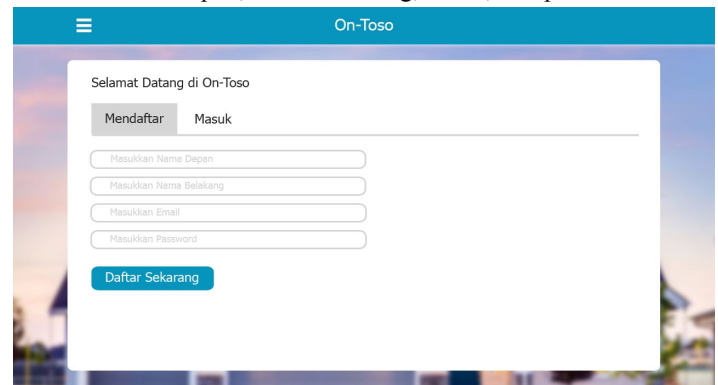 On-Toso
Selamat Datang di On-Toso
Mendaftar Masuk
Masukkan Nama Depan
Masukkan Nama Belakang
Masukkan Email
Masukkan Password
Daftar Sekarang